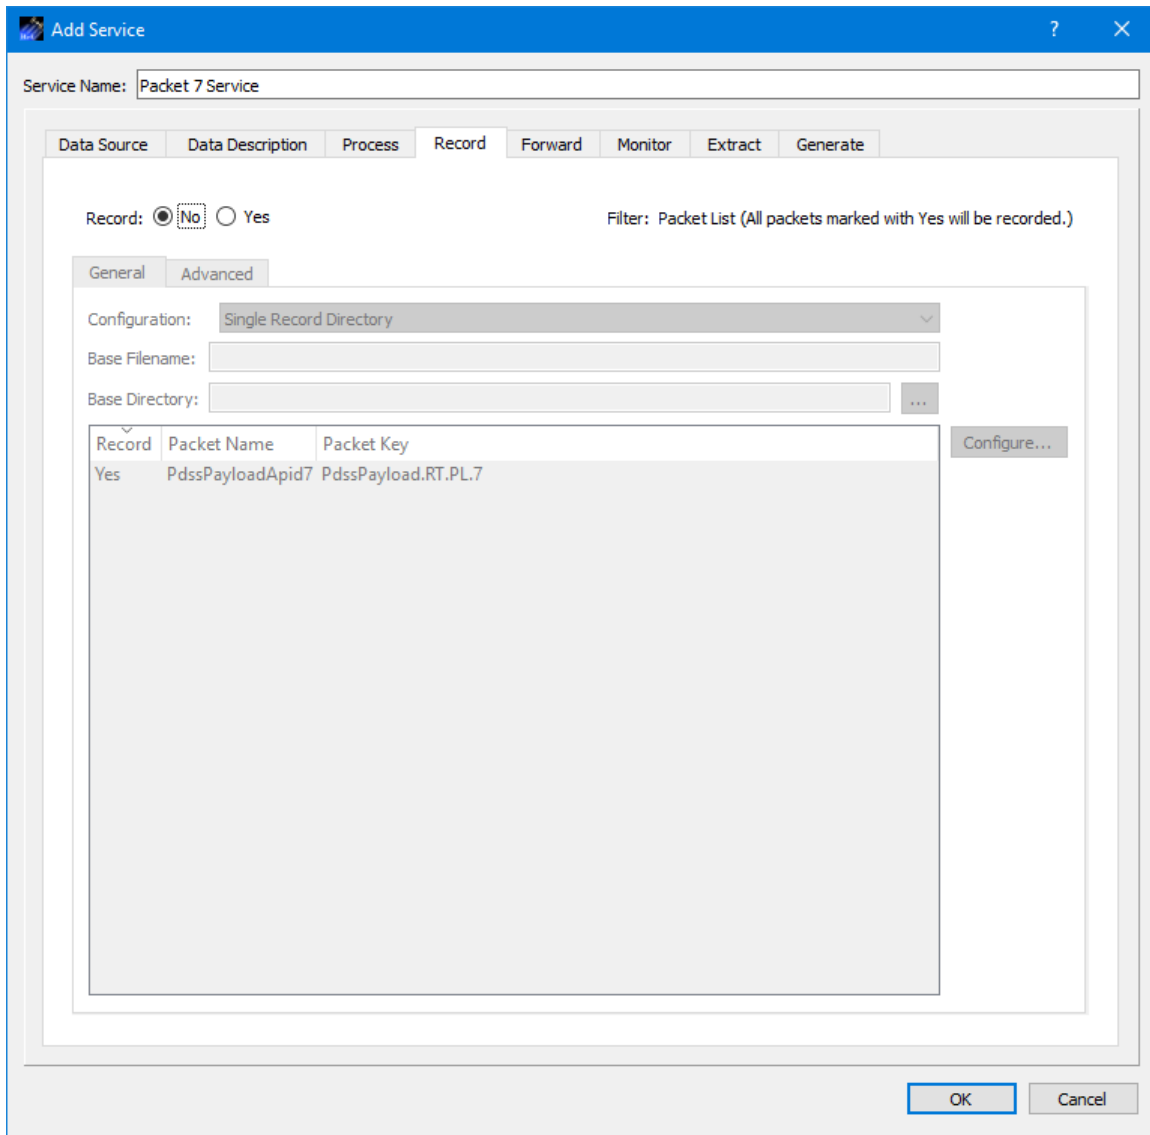 Add Service
Service Name: Packet 7 Service
Data Source Data Description Process Record Forward Monitor Extract Generate
Record: No Yes Filter: Packet List (All packets marked with Yes will be recorded.)
General Advanced
Configuration: Single Record Directory
Base Filename:
Base Directory: ...
Record Packet Name Packet Key Configure...
Yes PdssPayloadApid7 PdssPayload.RT.PL.7
OK Cancel